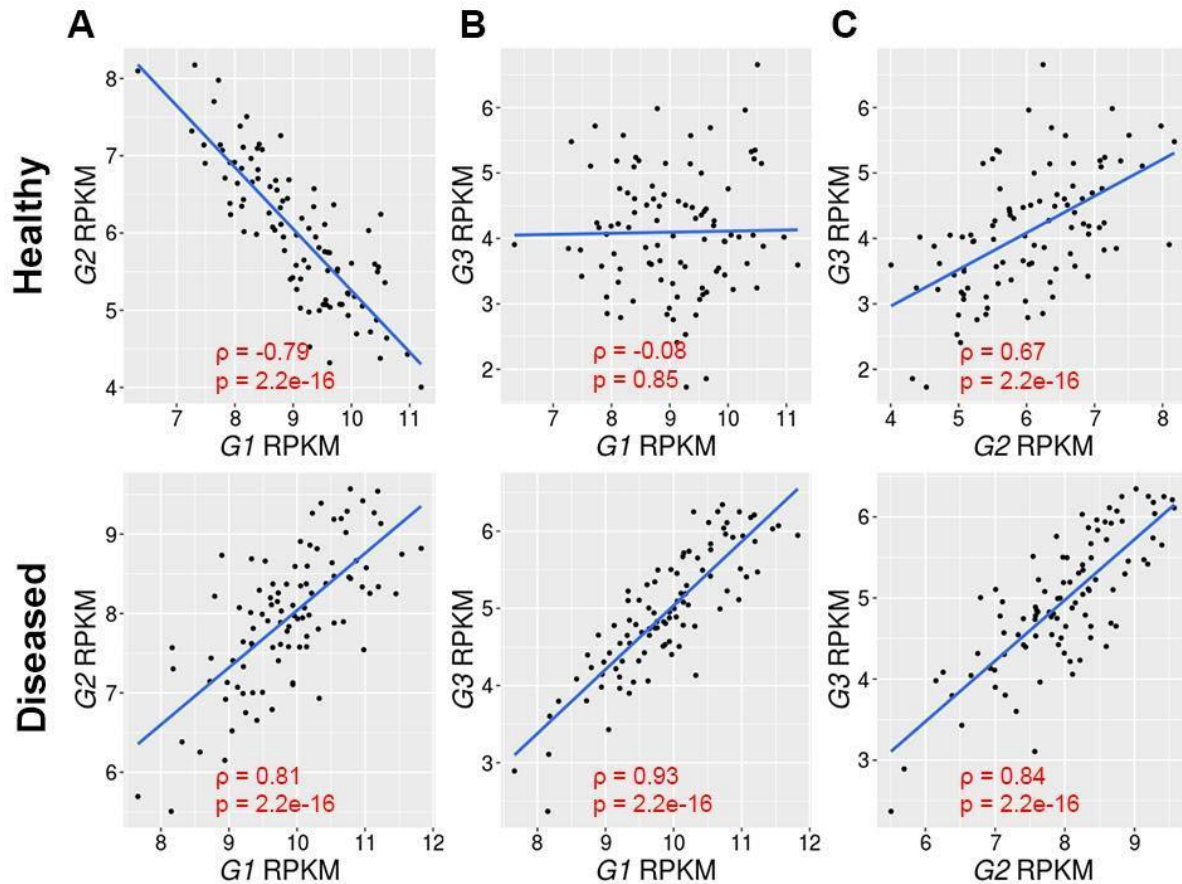 A
B
C
Healthy
G2 RPKM
8
7
6
5
4
ρ = -0.79
p = 2.2e-16
7 8 9 10 11
G1 RPKM
G3 RPKM
6
5
4
3
2
ρ = -0.08
p = 0.85
7 8 9 10 11
G1 RPKM
G3 RPKM
6
5
4
3
2
ρ = 0.67
p = 2.2e-16
4 5 6 7 8
G2 RPKM
Diseased
G2 RPKM
9
8
7
6
ρ = 0.81
p = 2.2e-16
8 9 10 11 12
G1 RPKM
G3 RPKM
6
5
4
3
ρ = 0.93
p = 2.2e-16
8 9 10 11 12
G1 RPKM
G3 RPKM
6
5
4
3
ρ = 0.84
p = 2.2e-16
6 7 8 9
G2 RPKM